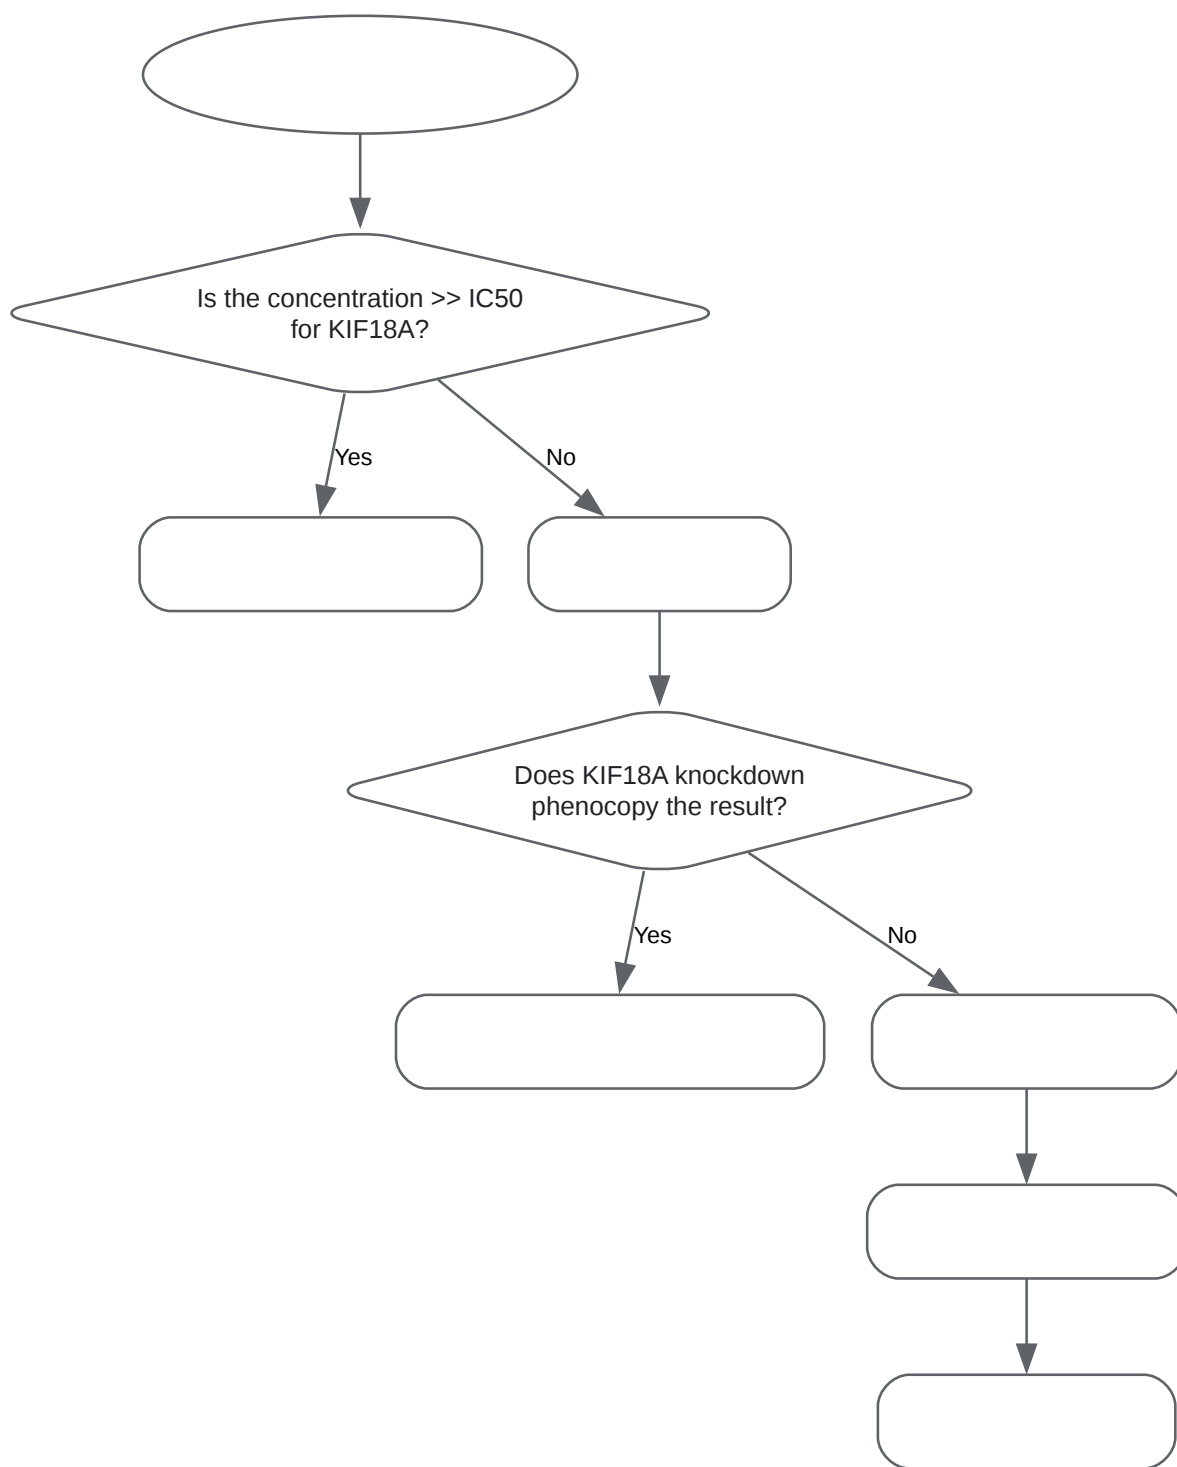 Is the concentration >> IC50
for KIF18A?
Yes
No
Does KIF18A knockdown
phenocopy the result?
Yes
No